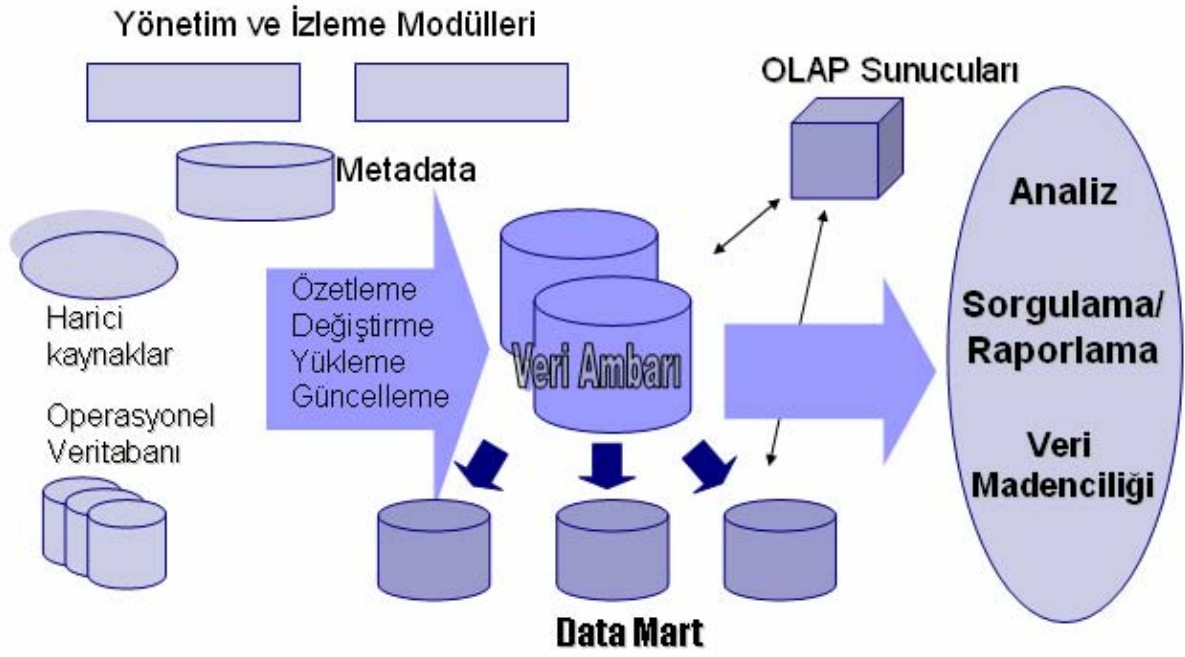 Yönetim ve İzleme Modülleri
OLAP Sunucuları
Metadata
Analiz
Harici
kaynaklar
Özetleme
Değiştirme
Yükleme
Güncelleme
Veri Ambarı
Sorgulama/
Raporlama
Operasyonel
Veritabanı
Veri
Madenciliği
Data Mart